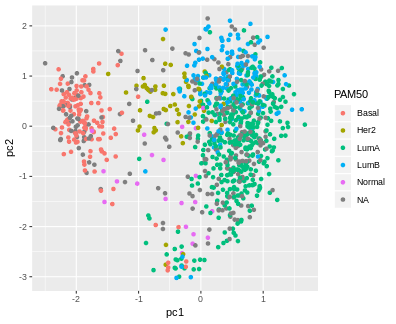 2
1
0
-1
-2
-3
pc2
-2
-1
0
1
pc1
PAM50
Basal
Her2
LumA
LumB
Normal
NA